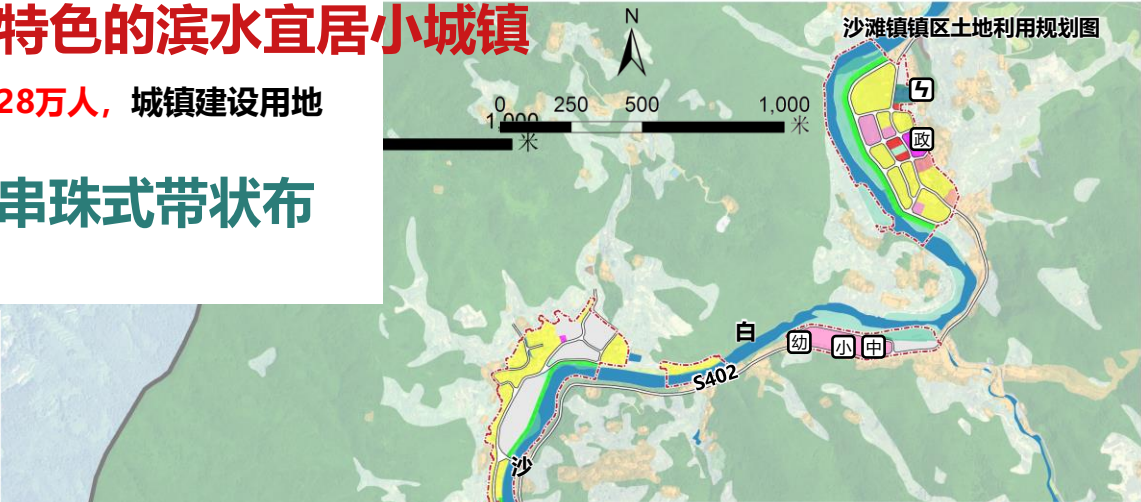 特色的滨水宜居小城镇
28万人，城镇建设用地
串珠式带状布
沙滩镇镇区土地利用规划图
N
0 250 500 1,000
米
1,000
米
政
白
幼 小 中
S402
沙